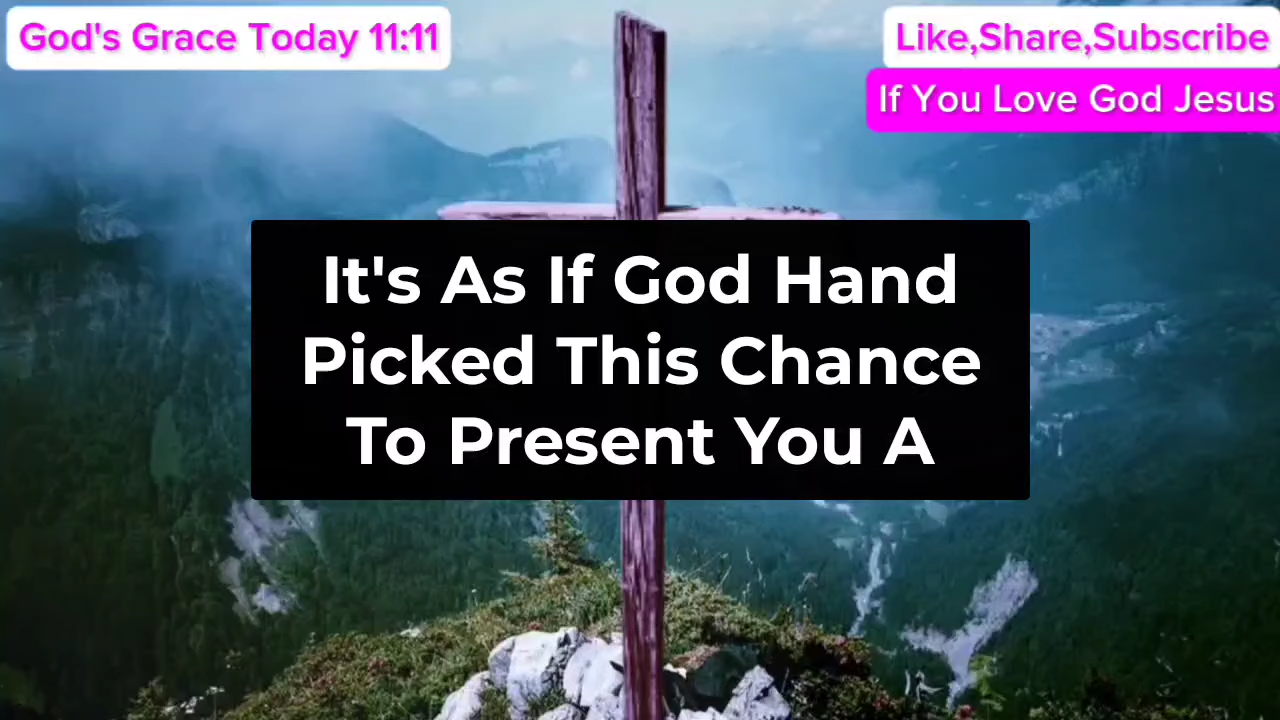 God's Grace Today 11:11
Like,Share,Subscribe
If You Love God Jesus
It's As If God Hand
Picked This Chance
To Present You A